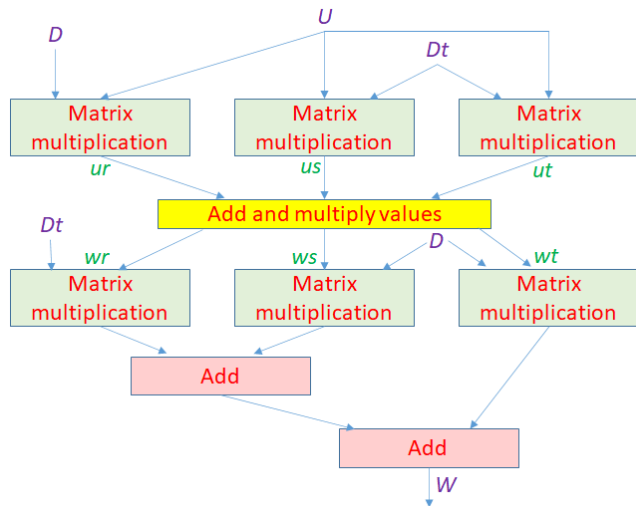 U
D
Dt
Matrix
multiplication
Matrix
multiplication
Matrix
multiplication
ur
us
ut
Add and multiply values
Dt
wr
ws
D
wt
Matrix
multiplication
Matrix
multiplication
Matrix
multiplication
Add
Add
W